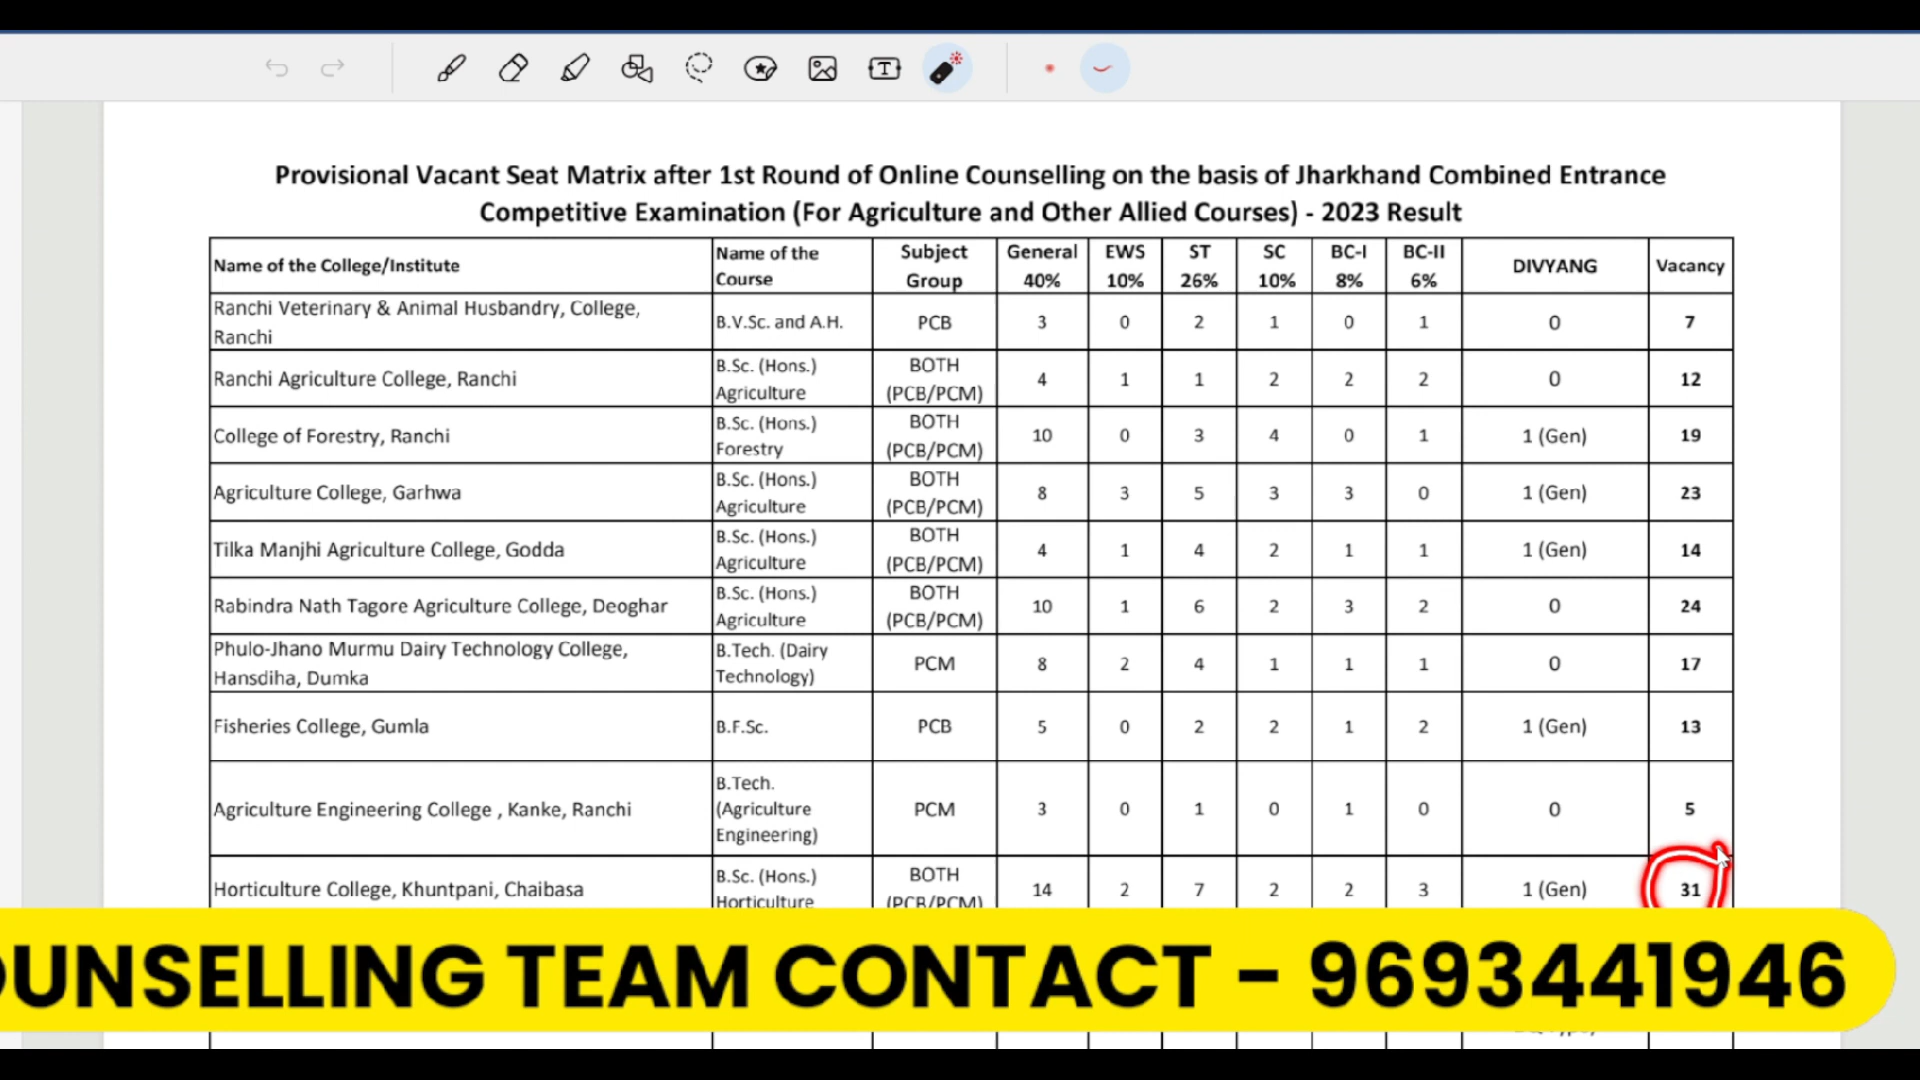 Provisional Vacant Seat Matrix after 1st Round of Online Counselling on the basis of Jharkhand Combined Entrance
Competitive Examination (For Agriculture and Other Allied Courses) - 2023 Result
Name of the College/Institute Name of the Course Subject Group General 40% EWS 10% ST 26% SC 10% BC-I 8% BC-II 6% DIVYANG Vacancy
Ranchi Veterinary & Animal Husbandry, College, Ranchi B.V.Sc. and A.H. PCB 3 0 2 1 0 1 0 7
Ranchi Agriculture College, Ranchi B.Sc. (Hons.) Agriculture BOTH (PCB/PCM) 4 1 1 2 2 2 0 12
College of Forestry, Ranchi B.Sc. (Hons.) Forestry BOTH (PCB/PCM) 10 0 3 4 0 1 1 (Gen) 19
Agriculture College, Garhwa B.Sc. (Hons.) Agriculture BOTH (PCB/PCM) 8 3 5 3 3 0 1 (Gen) 23
Tilka Manjhi Agriculture College, Godda B.Sc. (Hons.) Agriculture BOTH (PCB/PCM) 4 1 4 2 1 1 1 (Gen) 14
Rabindra Nath Tagore Agriculture College, Deoghar B.Sc. (Hons.) Agriculture BOTH (PCB/PCM) 10 1 6 2 3 2 0 24
Phulo-Jhano Murmu Dairy Technology College, Hansdiha, Dumka B.Tech. (Dairy Technology) PCM 8 2 4 1 1 1 0 17
Fisheries College, Gumla B.F.Sc. PCB 5 0 2 2 1 2 1 (Gen) 13
Agriculture Engineering College , Kanke, Ranchi B.Tech. (Agriculture Engineering) PCM 3 0 1 0 1 0 0 5
Horticulture College, Khuntpani, Chaibasa B.Sc. (Hons.) Horticulture BOTH (PCB/PCM) 14 2 7 2 2 3 1 (Gen) 31
OUNSELLING TEAM CONTACT - 9693441946